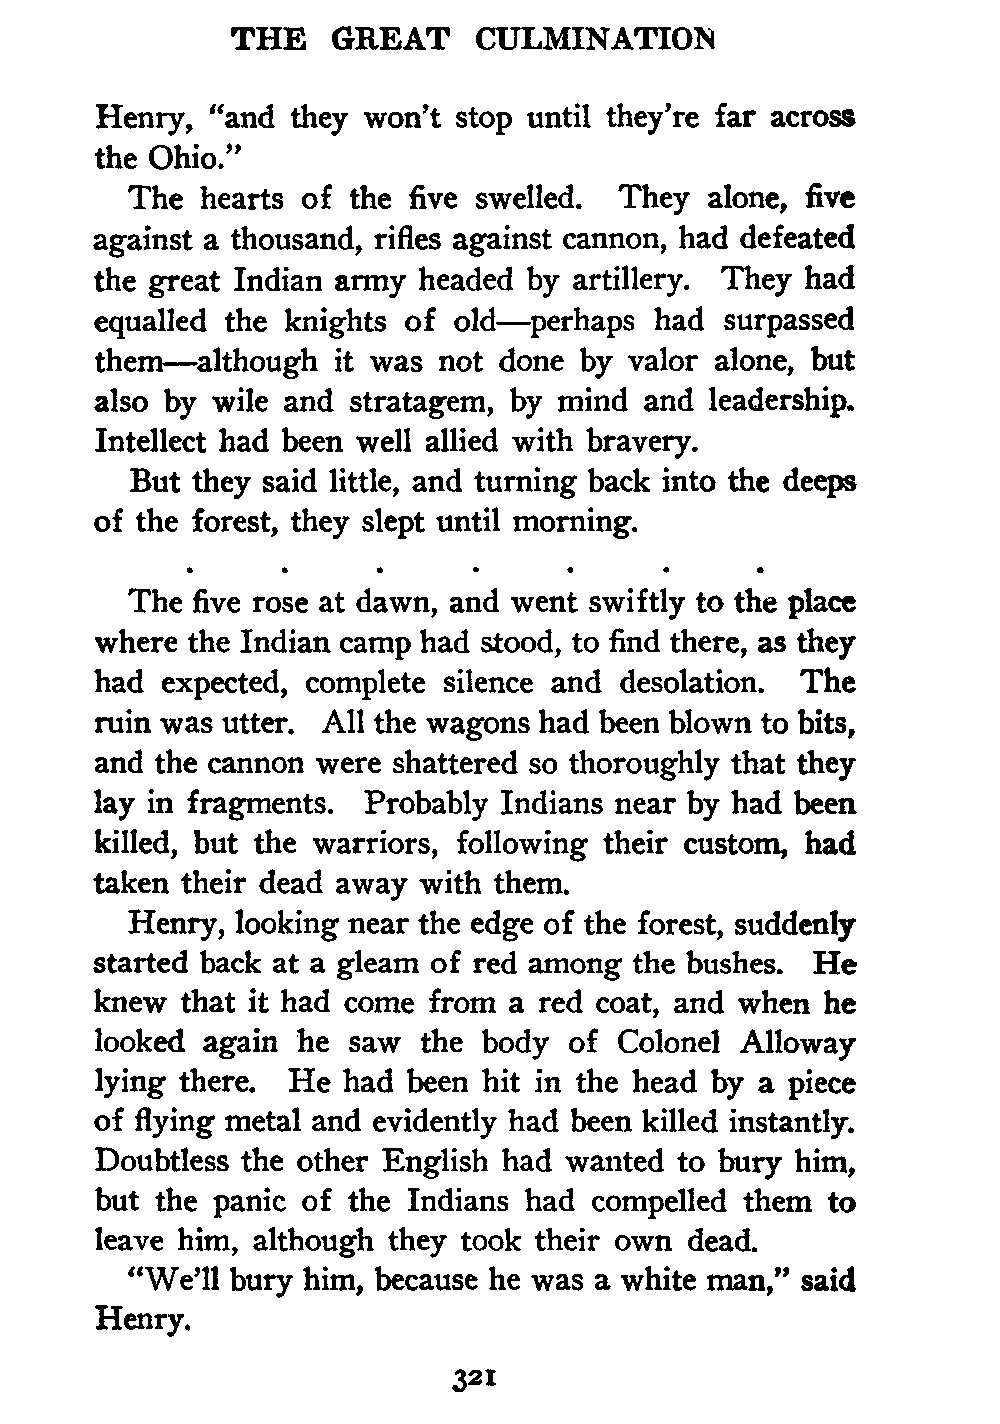 THE GREAT CULMINATION
Henry, “and they won’t stop until they’re far across
the Ohio.”
The hearts of the five swelled. They alone, five
against a thousand, rifles against cannon, had defeated
the great Indian army headed by artillery. They had
equalled the knights of old—perhaps had surpassed
them—although it was not done by valor alone, but
also by wile and stratagem, by mind and leadership.
Intellect had been well allied with bravery.
But they said little, and turning back into the deeps
of the forest, they slept until morning.
. . . . . . .
The five rose at dawn, and went swiftly to the place
where the Indian camp had stood, to find there, as they
had expected, complete silence and desolation. The
ruin was utter. All the wagons had been blown to bits,
and the cannon were shattered so thoroughly that they
lay in fragments. Probably Indians near by had been
killed, but the warriors, following their custom, had
taken their dead away with them.
Henry, looking near the edge of the forest, suddenly
started back at a gleam of red among the bushes. He
knew that it had come from a red coat, and when he
looked again he saw the body of Colonel Alloway
lying there. He had been hit in the head by a piece
of flying metal and evidently had been killed instantly.
Doubtless the other English had wanted to bury him,
but the panic of the Indians had compelled them to
leave him, although they took their own dead.
“We’ll bury him, because he was a white man,” said
Henry.
321